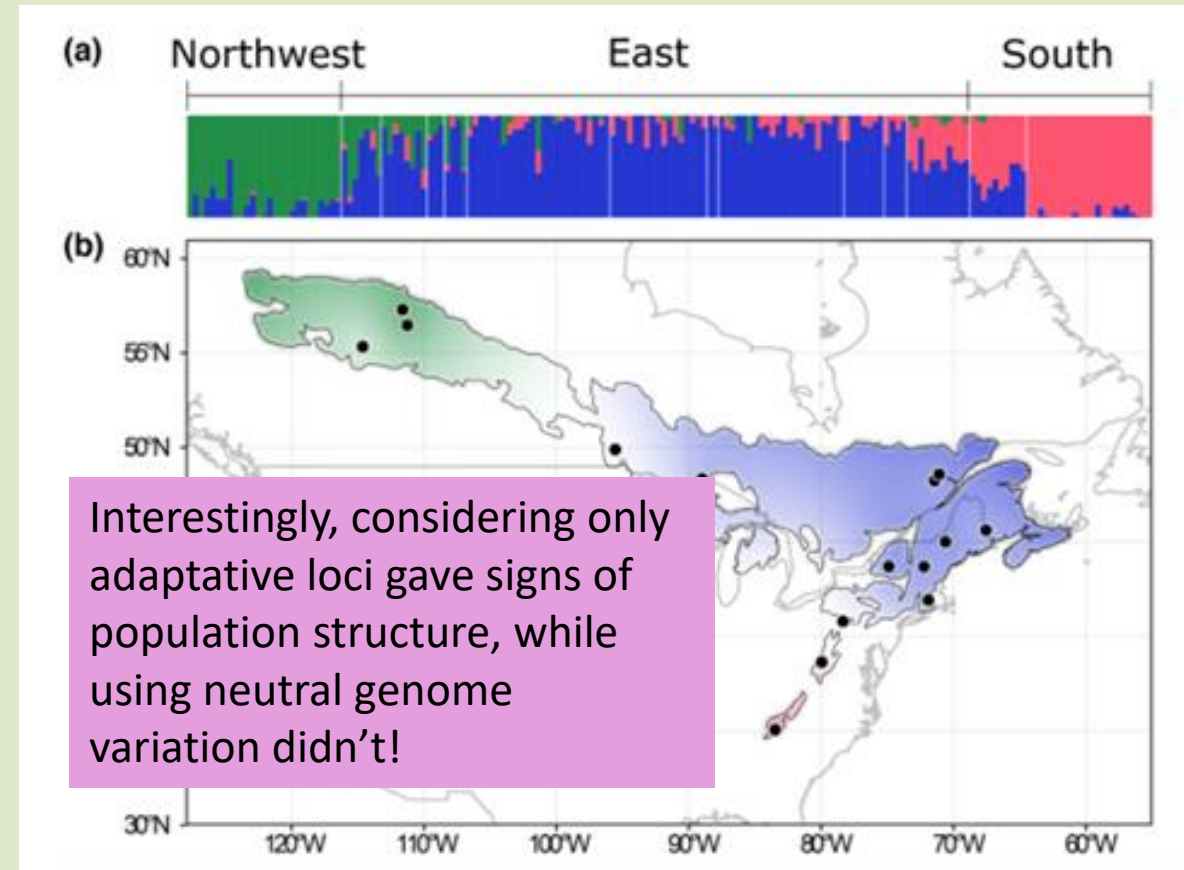 (a) Northwest East South
(b)
60°N
55°N
50°N
Interestingly, considering only
adaptative loci gave signs of
population structure, while
using neutral genome
variation didn’t!
30°N
120°W 110°W 100°W 90°W 80°W 70°W 60°W